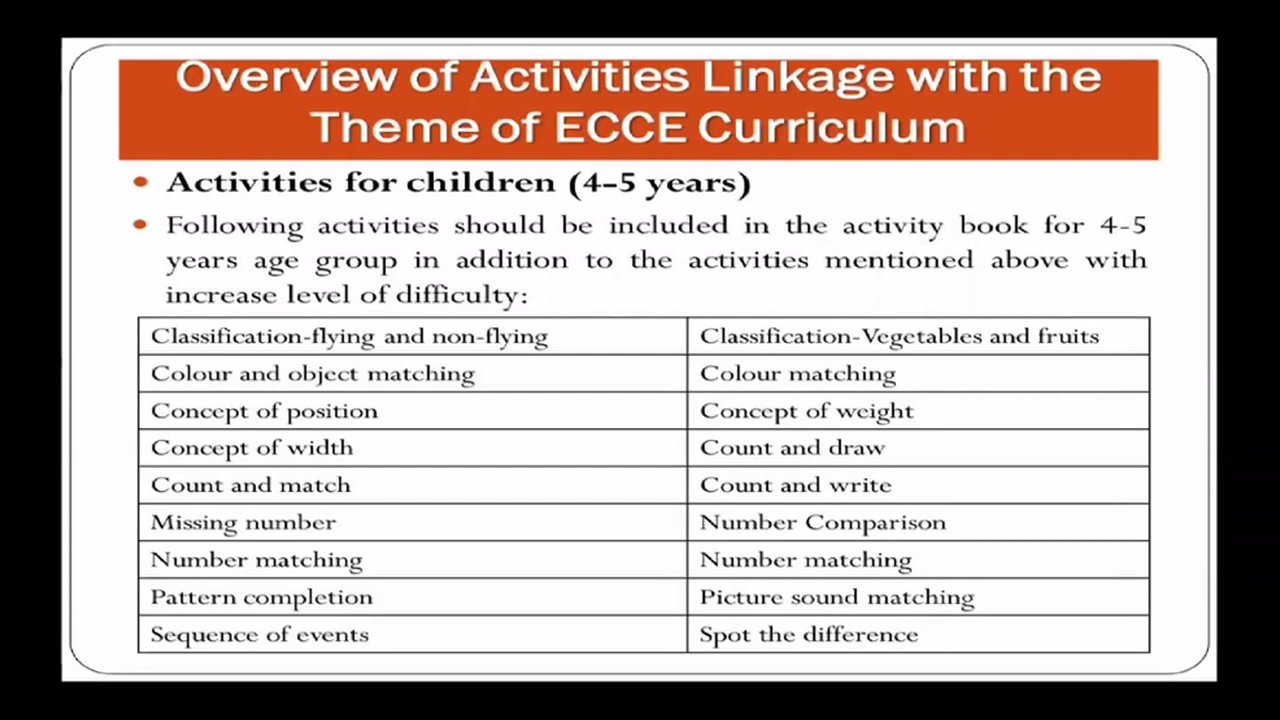 Overview of Activities Linkage with the
Theme of ECCE Curriculum
• Activities for children (4-5 years)
• Following activities should be included in the activity book for 4-5
years age group in addition to the activities mentioned above with
increase level of difficulty:
Classification-flying and non-flying Classification-Vegetables and fruits
Colour and object matching Colour matching
Concept of position Concept of weight
Concept of width Count and draw
Count and match Count and write
Missing number Number Comparison
Number matching Number matching
Pattern completion Picture sound matching
Sequence of events Spot the difference